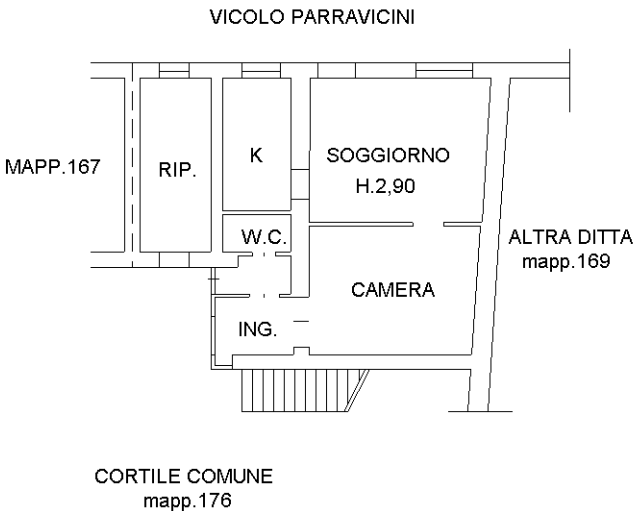 VICOLO PARRAVICINI
MAPP.167
RIP.
K
SOGGIORNO
H.2,90
W.C.
ALTRA DITTA
mapp.169
CAMERA
ING.
CORTILE COMUNE
mapp.176